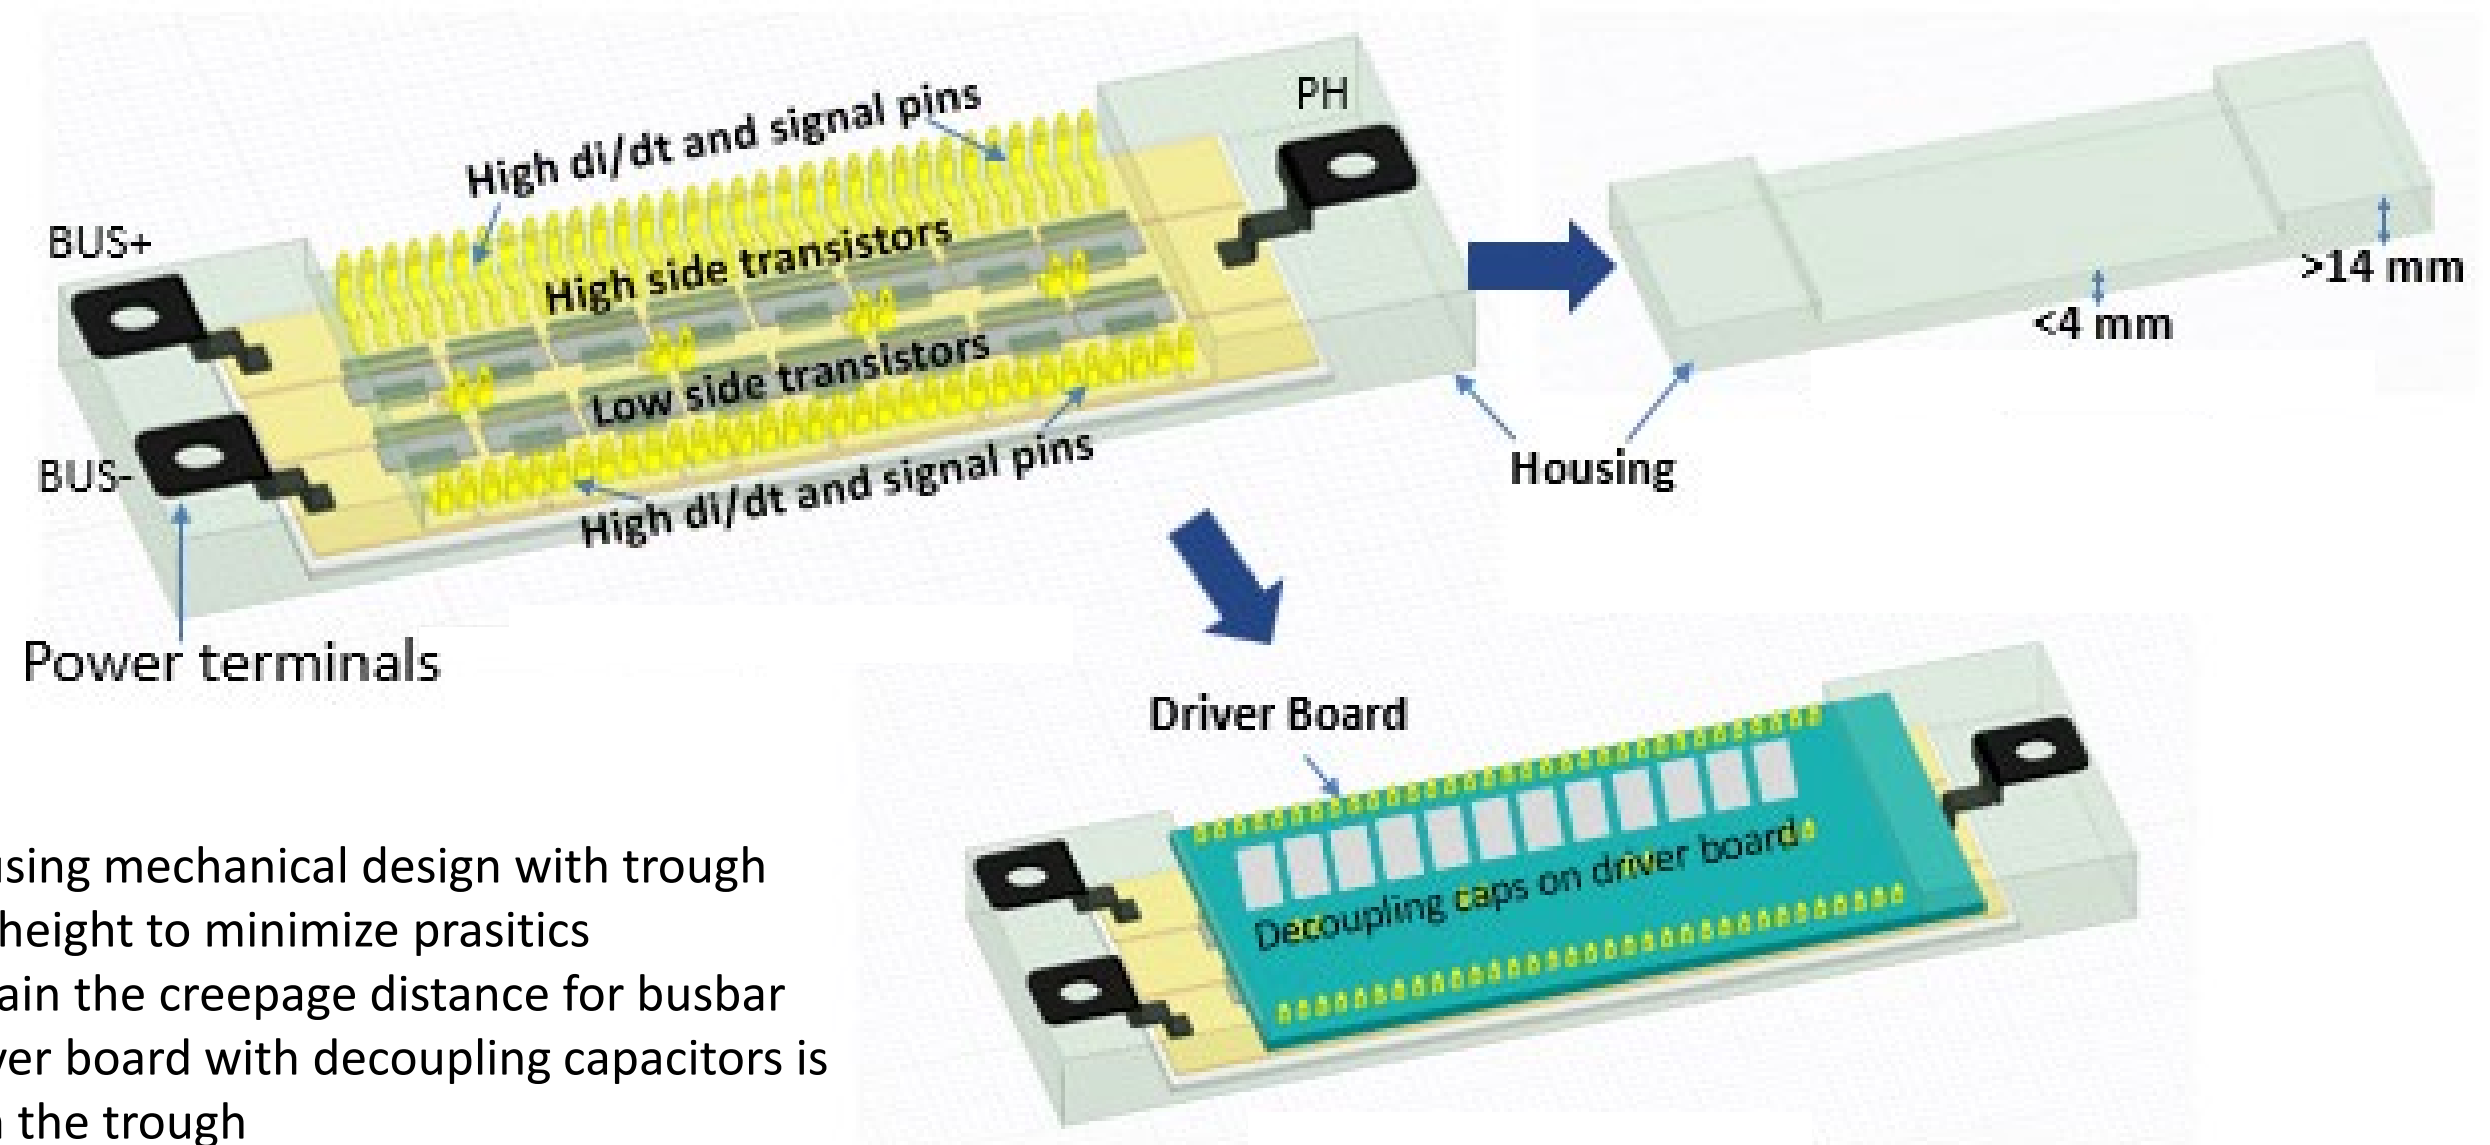 PH
High di/dt and signal pins
BUS+
High side transistors
>14 mm
<4 mm
Low side transistors
BUS-
High di/dt and signal pins
Housing
Power terminals
Driver Board
Decoupling caps on driver board
using mechanical design with trough
height to minimize prasitics
ain the creepage distance for busbar
ver board with decoupling capacitors is
the trough